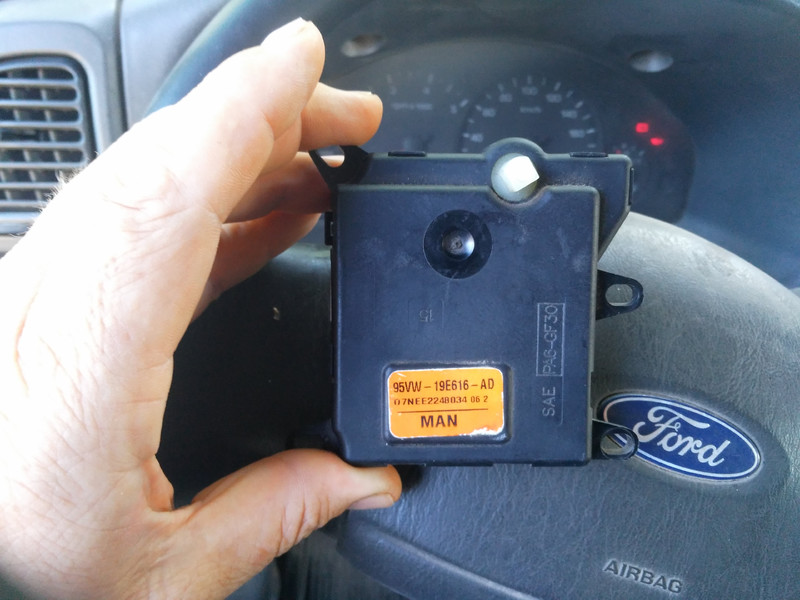 15
SAE PA6-GF30
95VW-19E616-AD
07NEE2248034 06 2
MAN
Ford
AIRBAG